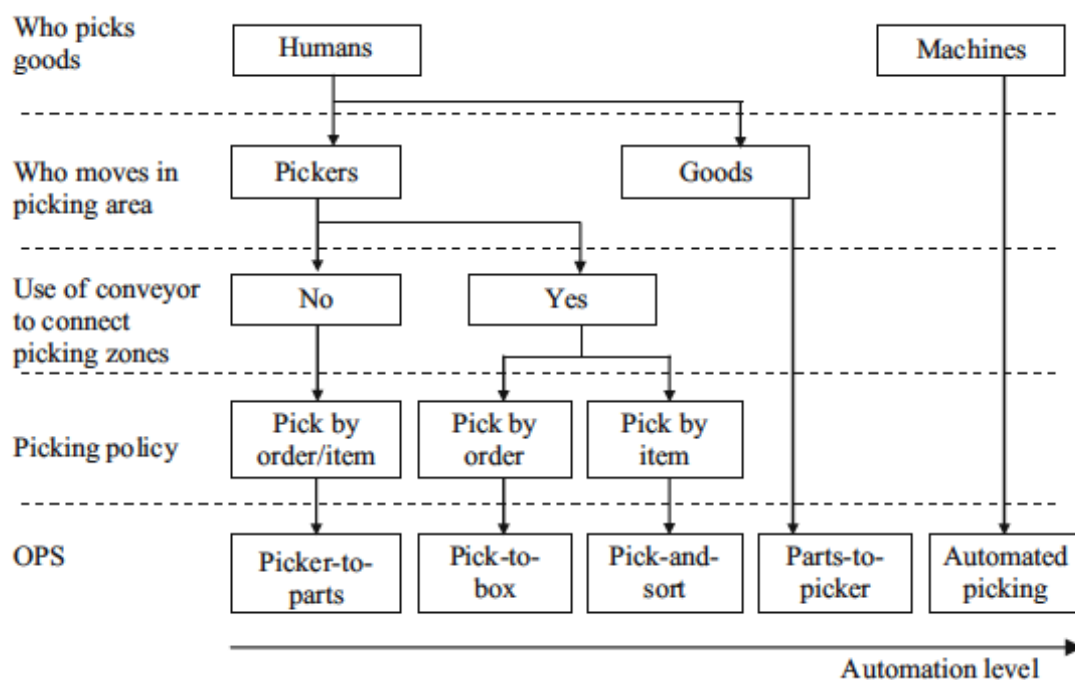 Who picks
goods
Humans
Machines
Who moves in
picking area
Pickers
Goods
Use of conveyor
to connect
picking zones
No
Yes
Picking policy
Pick by
order/item
Pick by
order
Pick by
item
OPS
Picker-to-
parts
Pick-to-
box
Pick-and-
sort
Parts-to-
picker
Automated
picking
Automation level